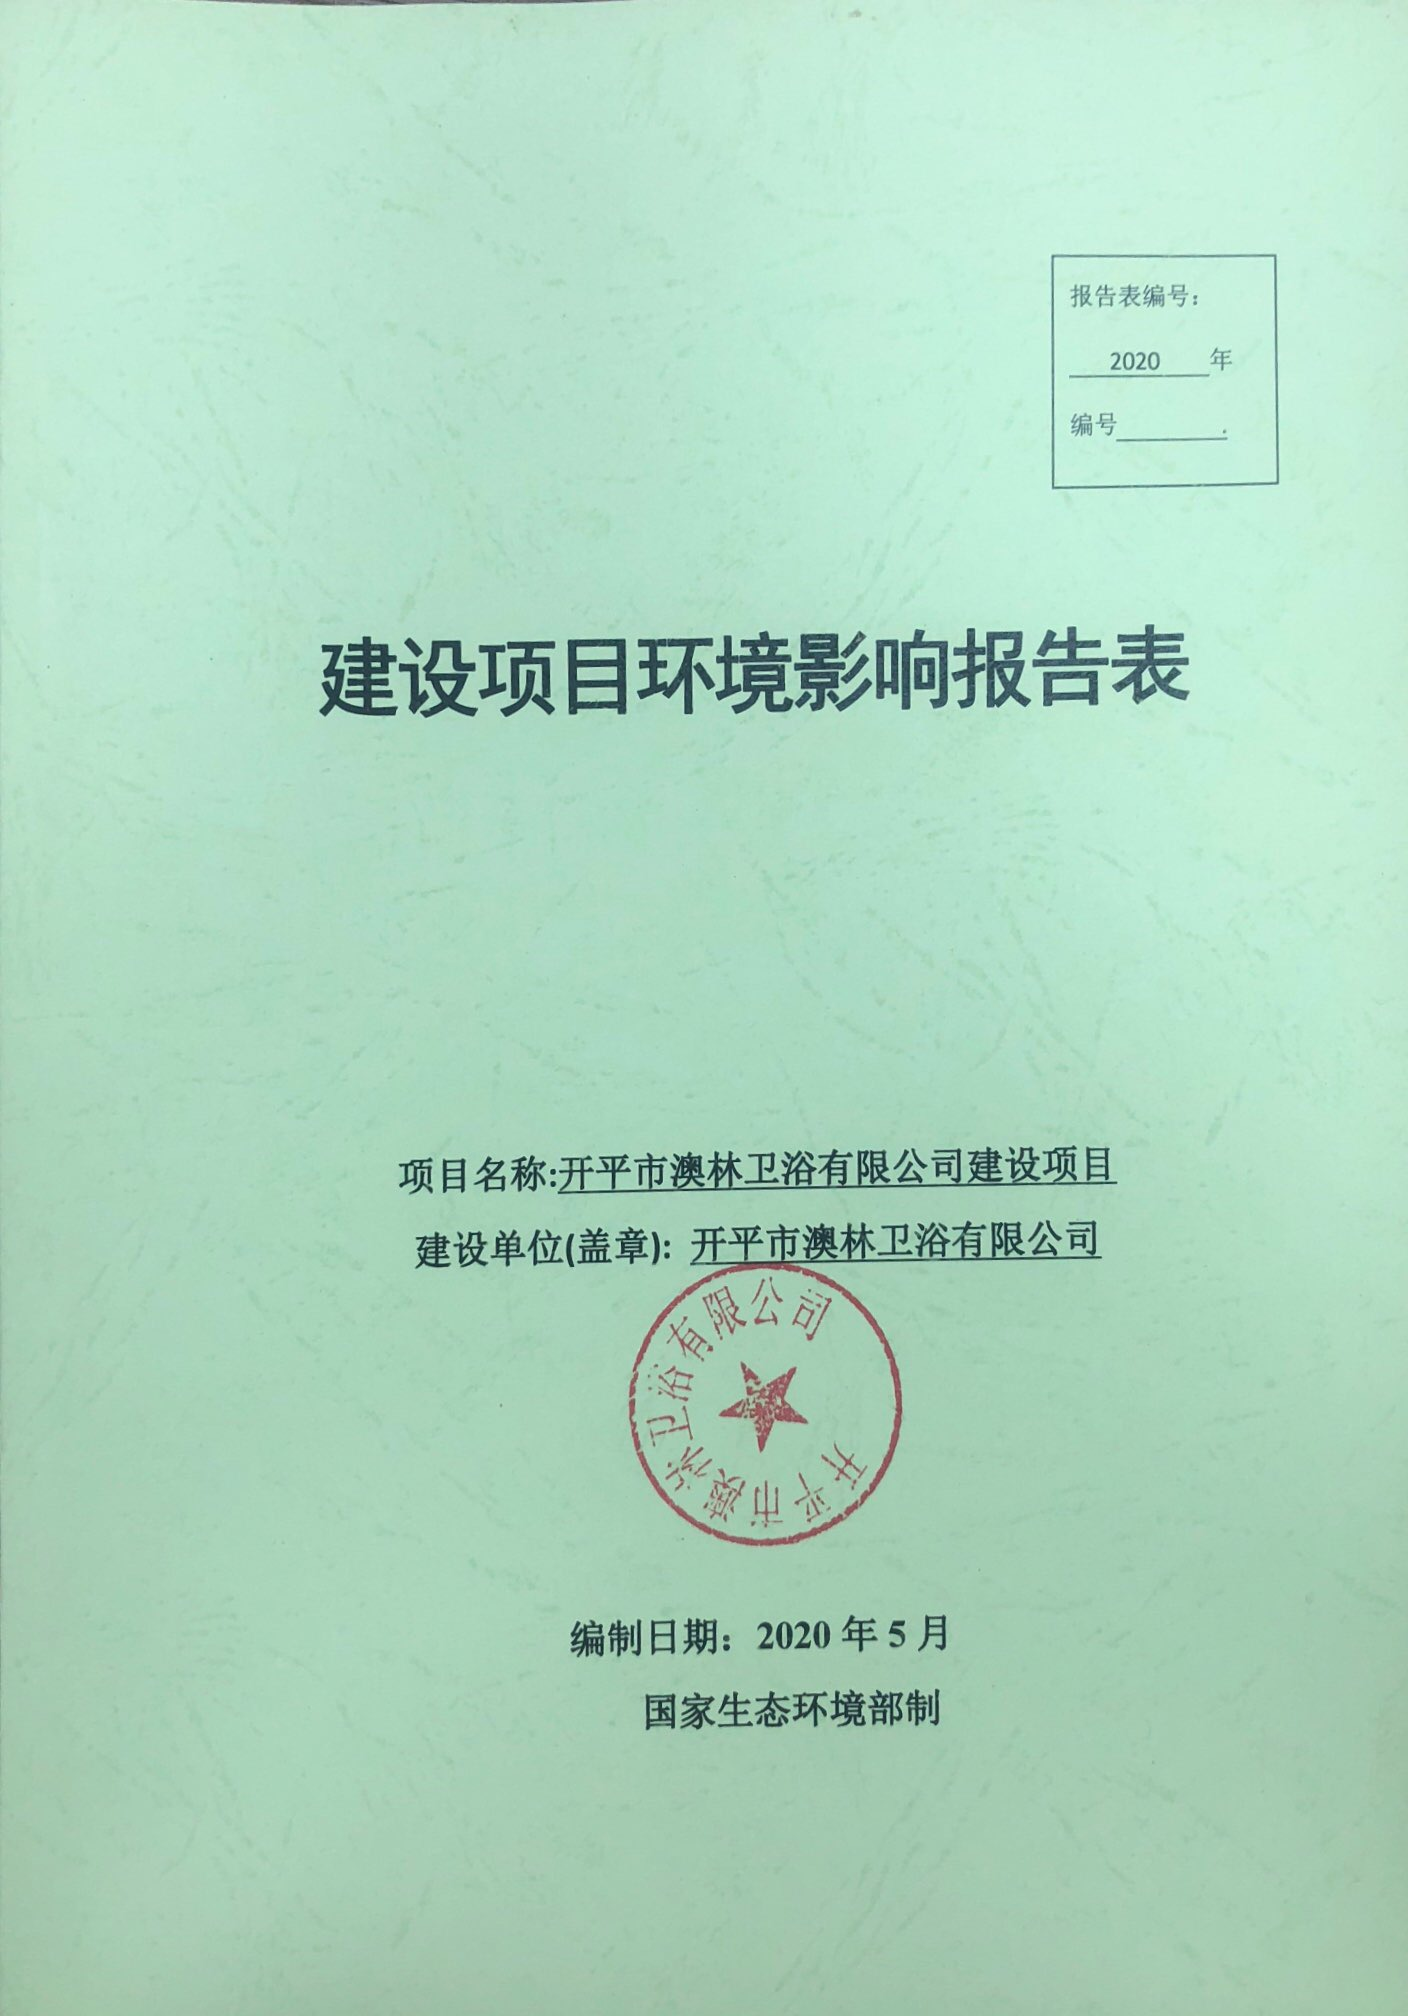 报告表编号：
2020 年
编号 .
建设项目环境影响报告表
项目名称:开平市澳林卫浴有限公司建设项目
建设单位(盖章): 开平市澳林卫浴有限公司
开平市澳林卫浴有限公司
编制日期：2020 年 5 月
国家生态环境部制